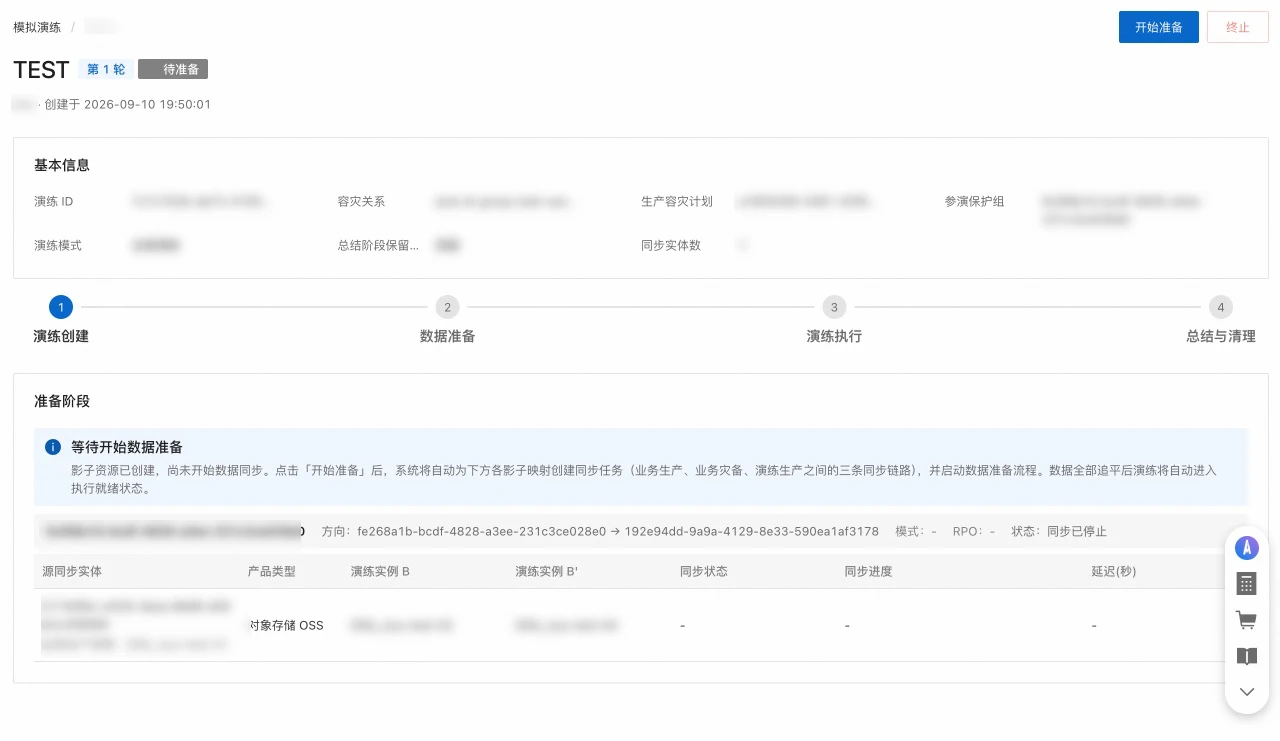 模拟演练 /
开始准备
终止
TEST 第 1 轮 待准备
· 创建于 2026-09-10 19:50:01
基本信息
演练 ID
容灾关系
生产容灾计划
参演保护组
演练模式
总结阶段保留...
同步实体数
1 2 3 4
演练创建 数据准备 演练执行 总结与清理
准备阶段
等待开始数据准备
影子资源已创建，尚未开始数据同步。点击「开始准备」后，系统将自动为下方各影子映射创建同步任务（业务生产、业务灾备、演练生产之间的三条同步链路），并启动数据准备流程。数据全部追平后演练将自动进入
执行就绪状态。
方向：fe268a1b-bcdf-4828-a3ee-231c3ce028e0 → 192e94dd-9a9a-4129-8e33-590ea1af3178 模式：- RPO：- 状态：同步已停止
源同步实体 产品类型 演练实例 B 演练实例 B' 同步状态 同步进度 延迟(秒)
对象存储 OSS - - -